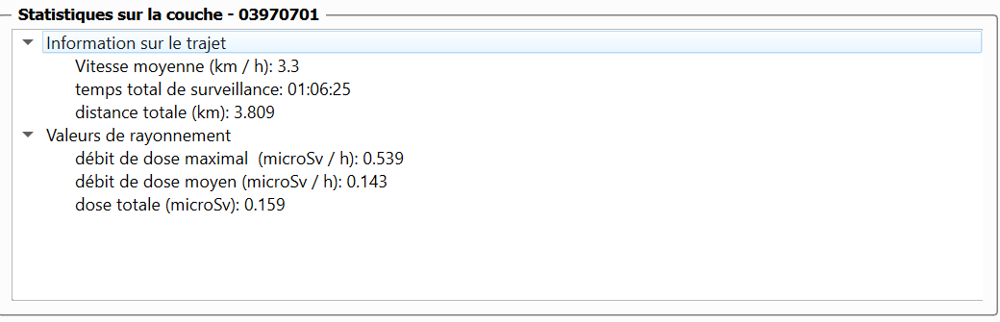 Statistiques sur la couche - 03970701
Information sur le trajet
Vitesse moyenne (km / h): 3.3
temps total de surveillance: 01:06:25
distance totale (km): 3.809
Valeurs de rayonnement
débit de dose maximal  (microSv / h): 0.539
débit de dose moyen (microSv / h): 0.143
dose totale (microSv): 0.159